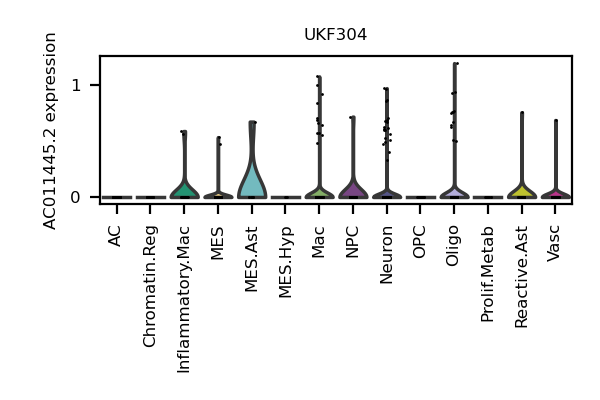 UKF304
AC011445.2 expression
1
0
AC
Chromatin.Reg
Inflammatory.Mac
MES
MES.Ast
MES.Hyp
Mac
NPC
Neuron
OPC
Oligo
Prolif.Metab
Reactive.Ast
Vasc